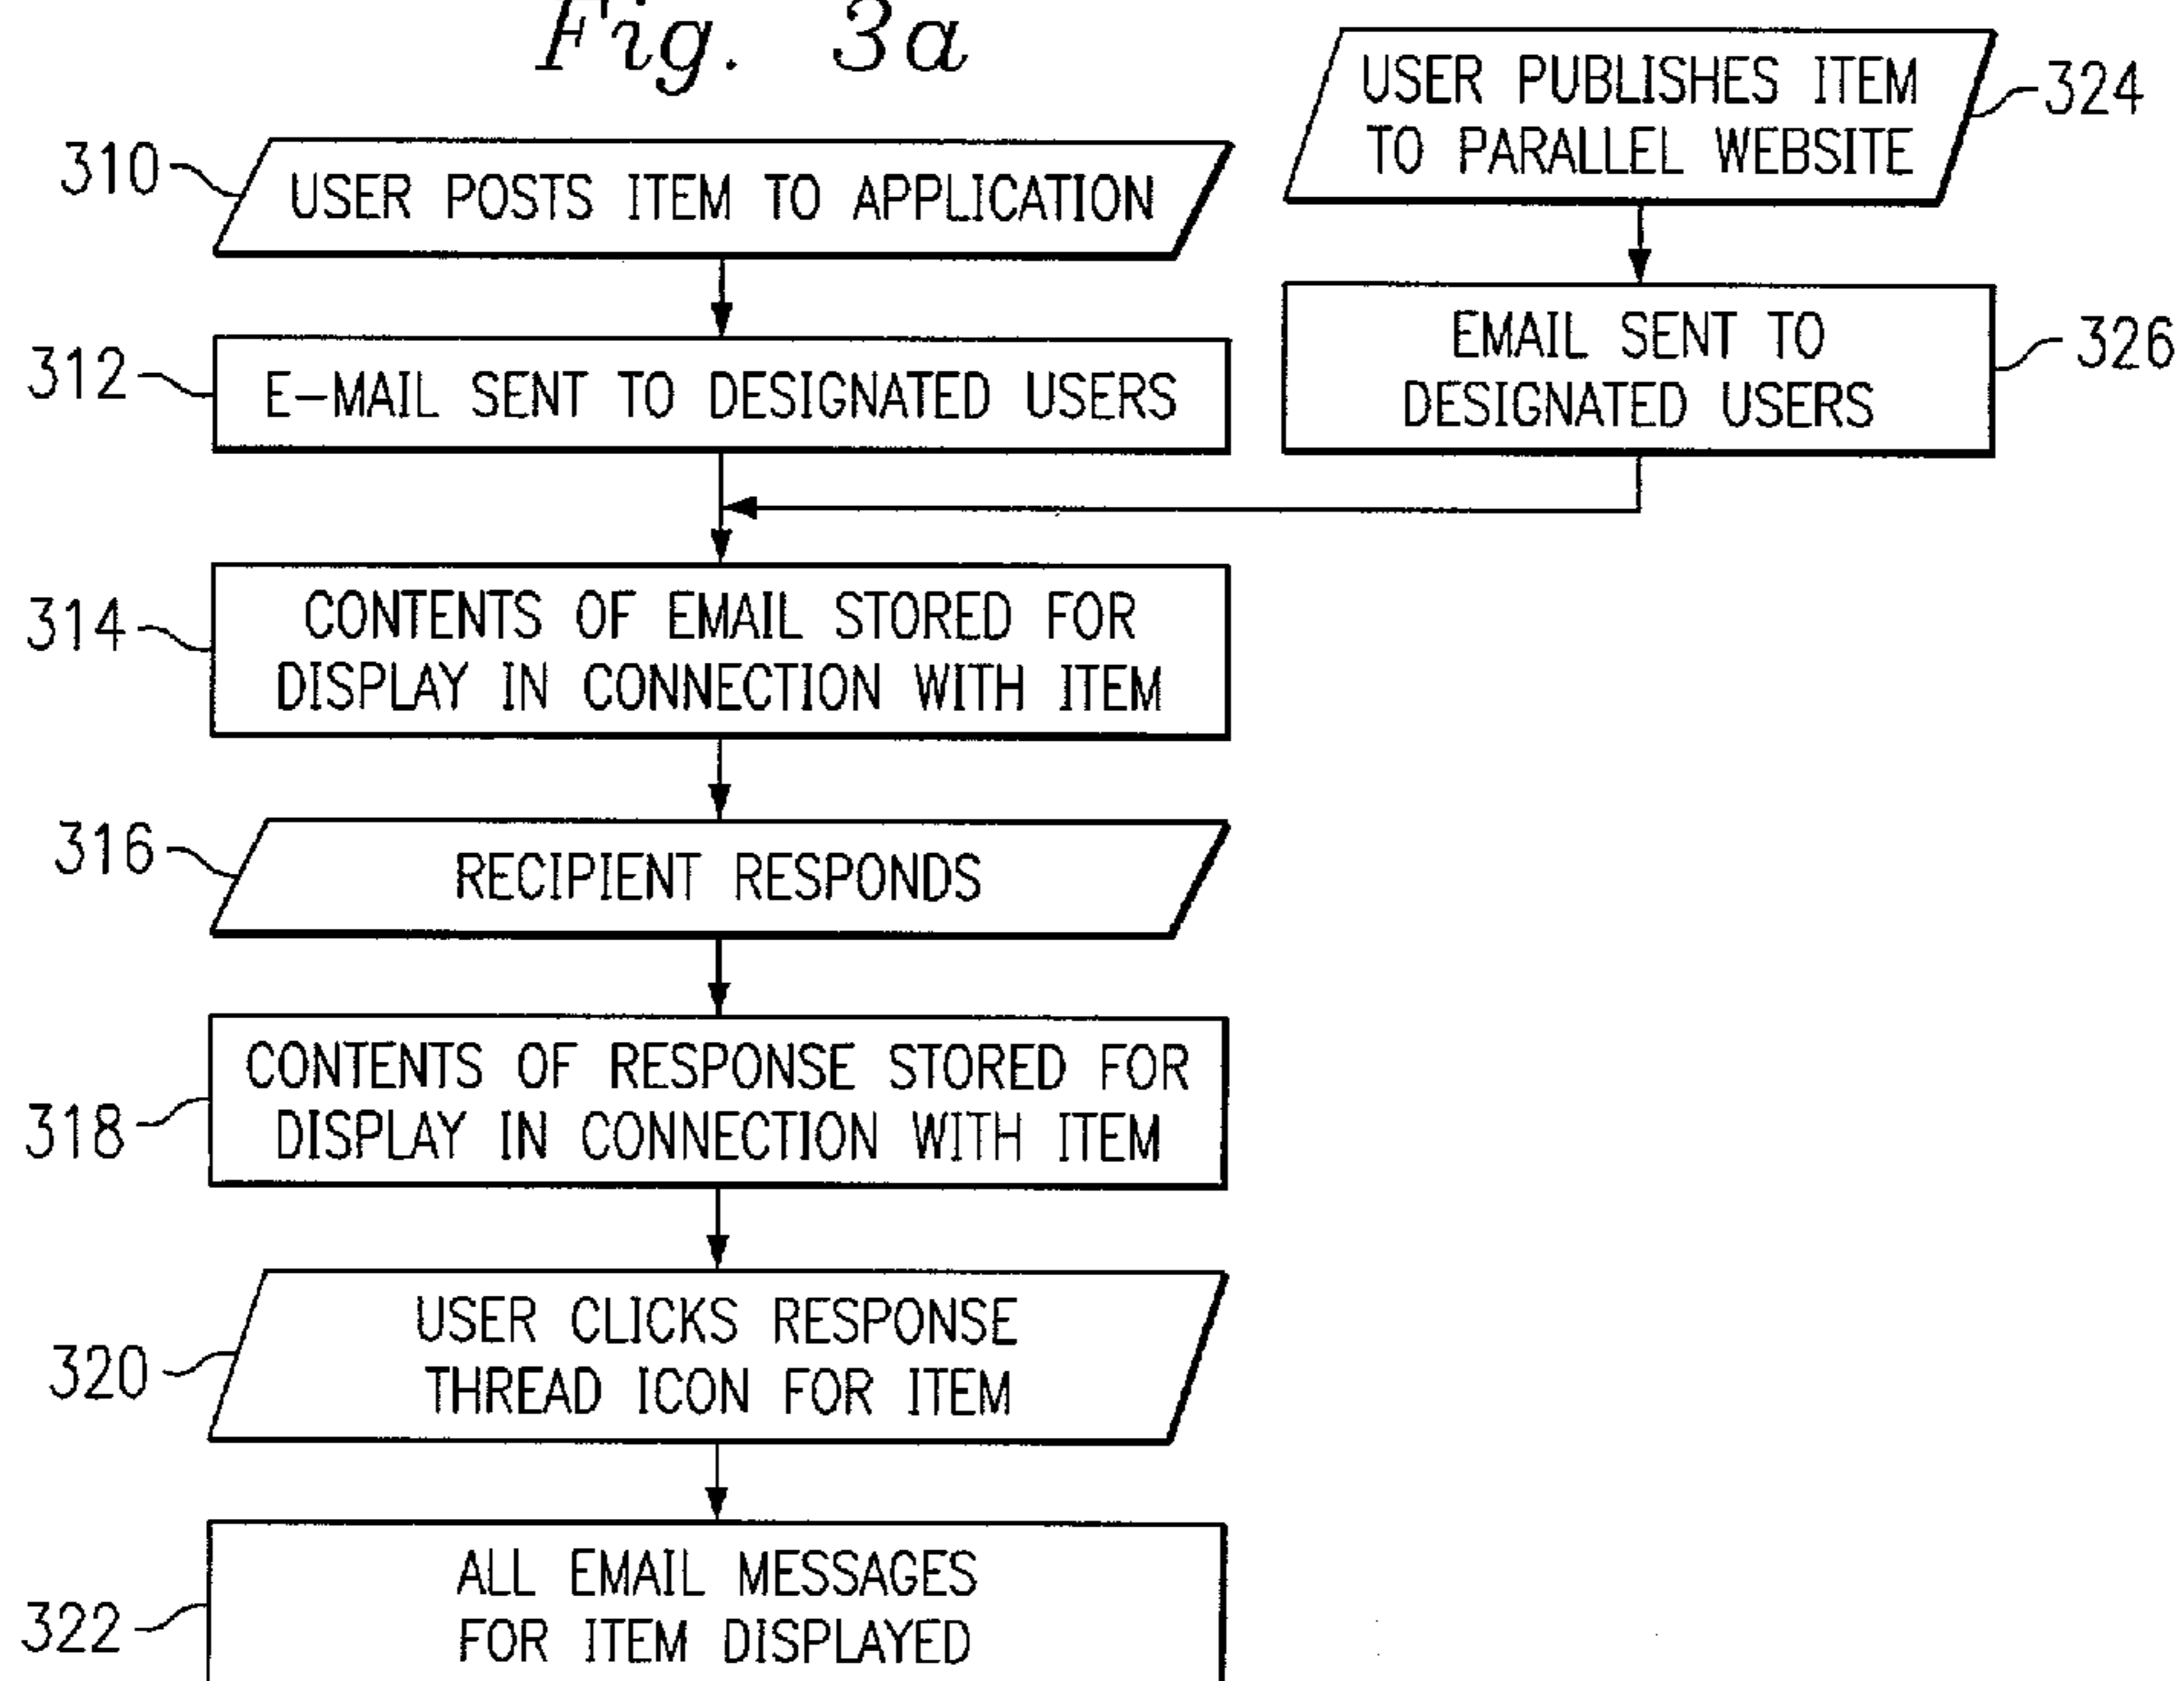 Fig. 3a
310
USER POSTS ITEM TO APPLICATION
312
E-MAIL SENT TO DESIGNATED USERS
USER PUBLISHES ITEM
TO PARALLEL WEBSITE
324
EMAIL SENT TO
DESIGNATED USERS
326
314
CONTENTS OF EMAIL STORED FOR
DISPLAY IN CONNECTION WITH ITEM
316
RECIPIENT RESPONDS
318
CONTENTS OF RESPONSE STORED FOR
DISPLAY IN CONNECTION WITH ITEM
320
USER CLICKS RESPONSE
THREAD ICON FOR ITEM
322
ALL EMAIL MESSAGES
FOR ITEM DISPLAYED